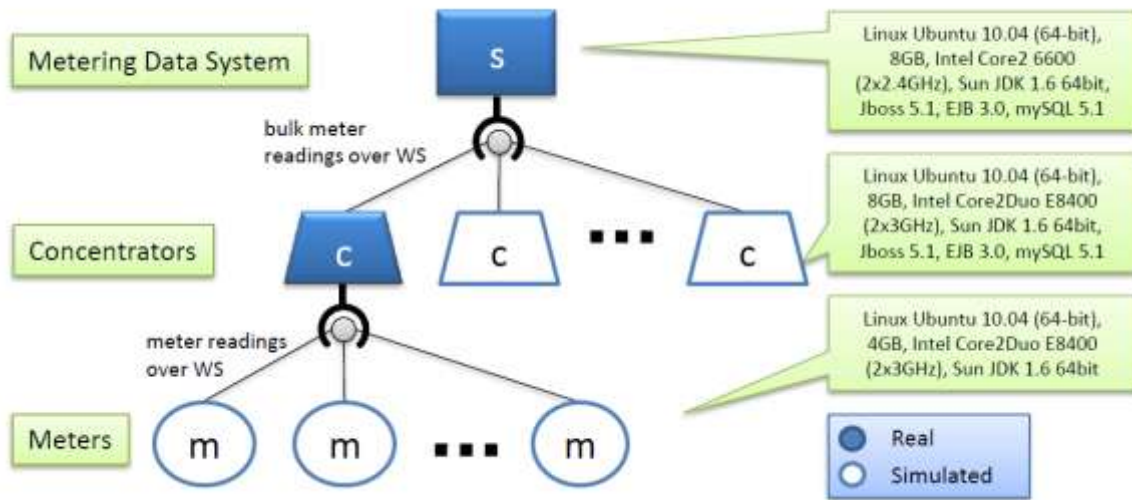 Metering Data System
S
Linux Ubuntu 10.04 (64-bit),
8GB, Intel Core2 6600
(2x2.4GHz), Sun JDK 1.6 64bit,
Jboss 5.1, EJB 3.0, mySQL 5.1
bulk meter
readings over WS
Concentrators
C
C
C
Linux Ubuntu 10.04 (64-bit),
8GB, Intel Core2Duo E8400
(2x3GHz), Sun JDK 1.6 64bit,
Jboss 5.1, EJB 3.0, mySQL 5.1
meter readings
over WS
Linux Ubuntu 10.04 (64-bit),
4GB, Intel Core2Duo E8400
(2x3GHz), Sun JDK 1.6 64bit
Meters
m
m
m
Real
Simulated